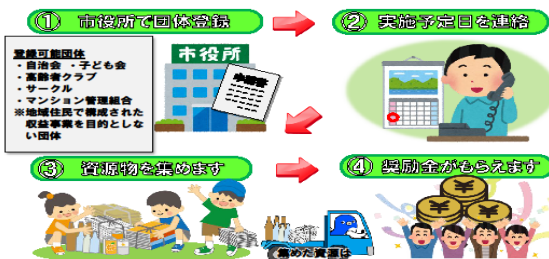 ① 市役所で団体登録
② 実施予定日を連絡
登録可能団体
・自治会 ・子ども会
・高齢者クラブ
・サークル
・マンション管理組合
※地域住民で構成された
収益事業を目的としな
い団体
市役所
申請書
③ 資源物を集めます
④ 奨励金がもらえます
集めた資源は